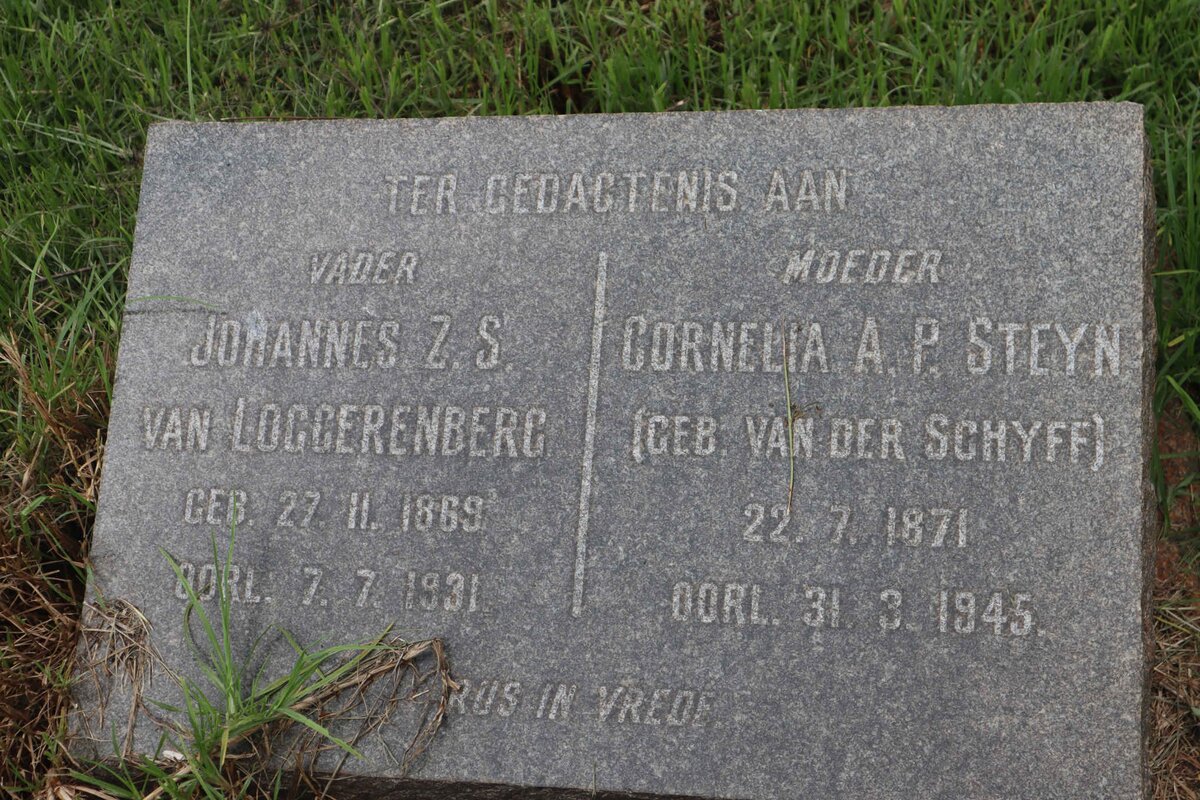 TER GEDAGTENIS AAN
VADER
JOHANNES Z. S.
VAN LOGGERENBERG
GEB. 27. 11. 1869.
OORL. 7. 7. 1931.
MOEDER
CORNELIA A. P. STEYN
(GEB. VAN DER SCHYFF)
22. 7. 1871
OORL. 31. 3. 1945.
RUS IN VREDE